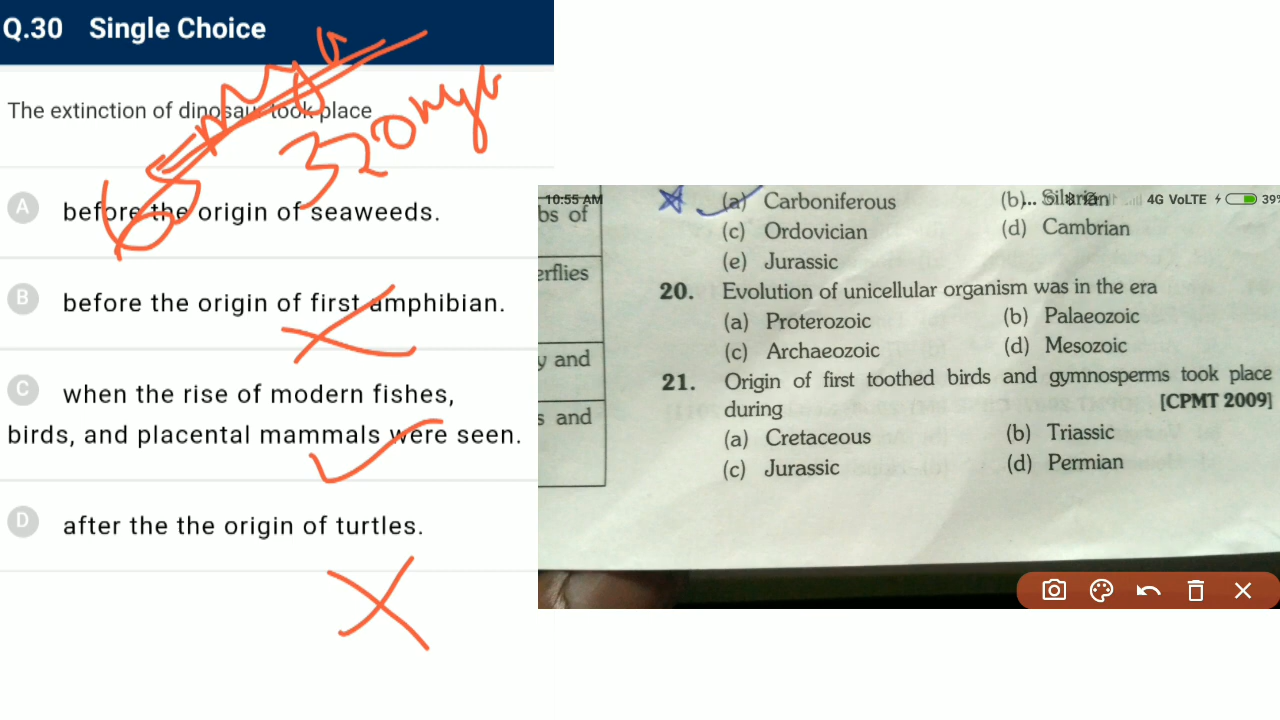 Q.30 Single Choice
The extinction of dinosaur took place
65 mya
320 mya
A before the origin of seaweeds.
B before the origin of first amphibian.
C when the rise of modern fishes,
birds, and placental mammals were seen.
D after the the origin of turtles.
10:55 AM
4G VoLTE 39%
bs of
erflies
y and
s and
(a) Carboniferous (b) Silurian
(c) Ordovician (d) Cambrian
(e) Jurassic
20. Evolution of unicellular organism was in the era
(a) Proterozoic (b) Palaeozoic
(c) Archaeozoic (d) Mesozoic
21. Origin of first toothed birds and gymnosperms took place
during [CPMT 2009]
(a) Cretaceous (b) Triassic
(c) Jurassic (d) Permian